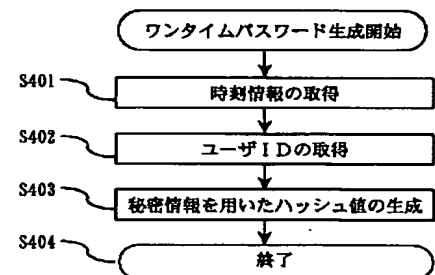 ワンタイムパスワード生成開始
S401
時刻情報の取得
S402
ユーザIDの取得
S403
秘密情報を用いたハッシュ値の生成
S404
終了